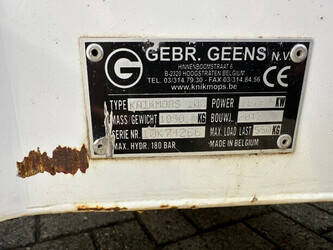 G GEBR. GEENS N.V.
HINNENBOOMSTRAAT 6
B-2320 HOOGSTRATEN BELGIUM
TEL. 03/314.79.30 - FAX 03/314.84.56
www.knikmops.be
CE
TYPE KNIKMOPS POWER KW
MASS GEWICHT KG BOUWJ.
SERIE NR. MAX. LOAD LAST KG
MAX. HYDR. 180 BAR MADE IN BELGIUM